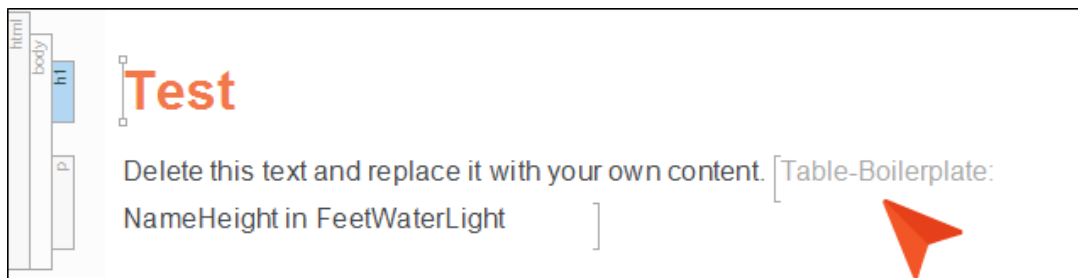 html
body
h1
Test
p
Delete this text and replace it with your own content. [Table-Boilerplate:
NameHeight in FeetWaterLight ]